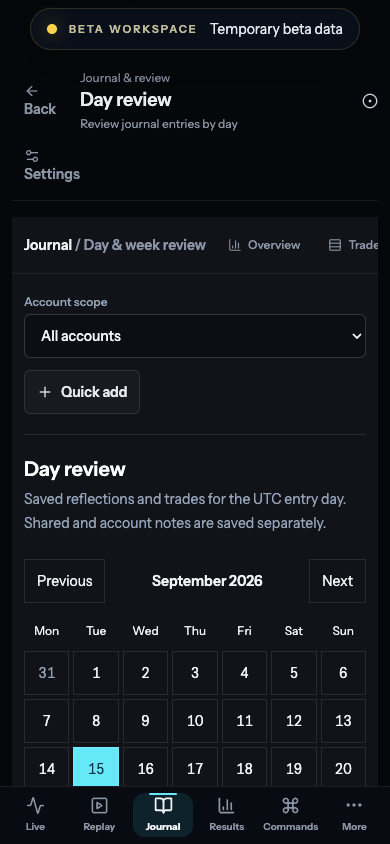 BETA WORKSPACE Temporary beta data
Journal & review
Back
Day review
Review journal entries by day
Settings
Journal / Day & week review Overview Trade
Account scope
All accounts
Quick add
Day review
Saved reflections and trades for the UTC entry day.
Shared and account notes are saved separately.
Previous September 2026 Next
Mon Tue Wed Thu Fri Sat Sun
31 1 2 3 4 5 6
7 8 9 10 11 12 13
14 15 16 17 18 19 20
Live Replay Journal Results Commands More